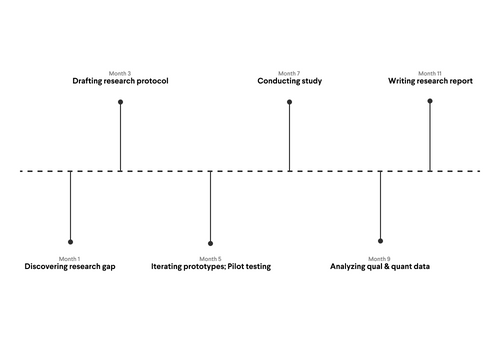 Month 3
Drafting research protocol
Month 7
Conducting study
Month 11
Writing research report
Month 1
Discovering research gap
Month 5
Iterating prototypes; Pilot testing
Month 9
Analyzing qual & quant data